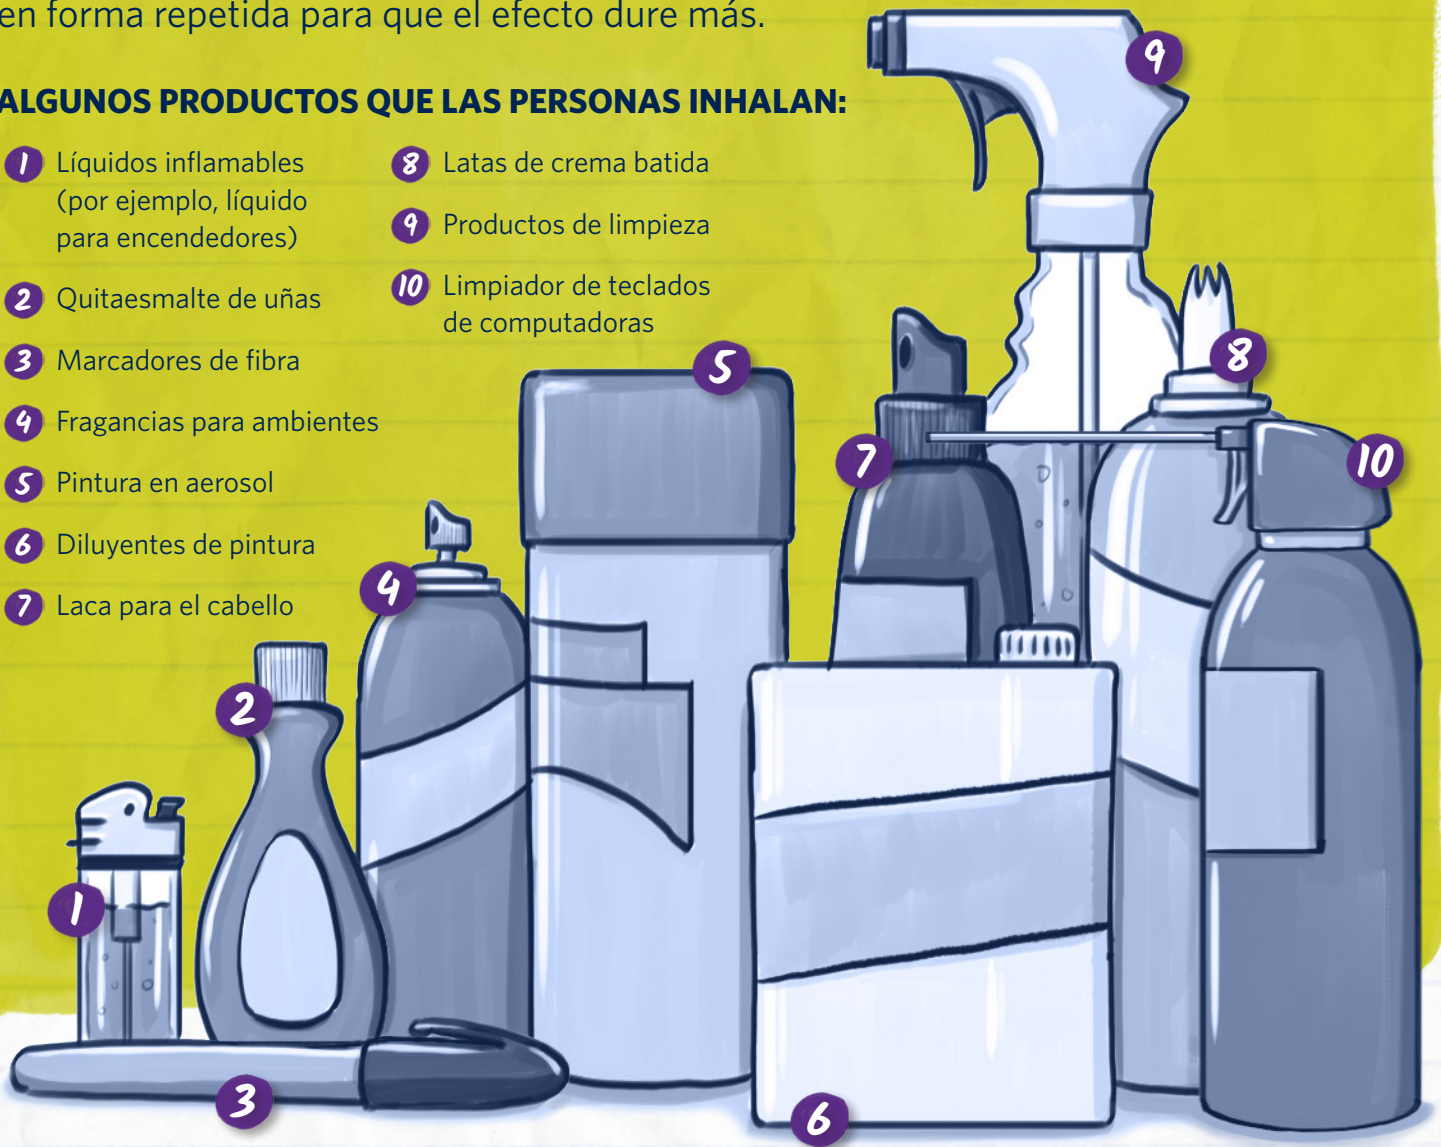 en forma repetida para que el efecto dure más.
ALGUNOS PRODUCTOS QUE LAS PERSONAS INHALAN:
1 Líquidos inflamables
(por ejemplo, líquido
para encendedores)
2 Quitaesmalte de uñas
3 Marcadores de fibra
4 Fragancias para ambientes
5 Pintura en aerosol
6 Diluyentes de pintura
7 Laca para el cabello
8 Latas de crema batida
9 Productos de limpieza
10 Limpiador de teclados
de computadoras
9
8
5
7
10
4
2
1
3
6